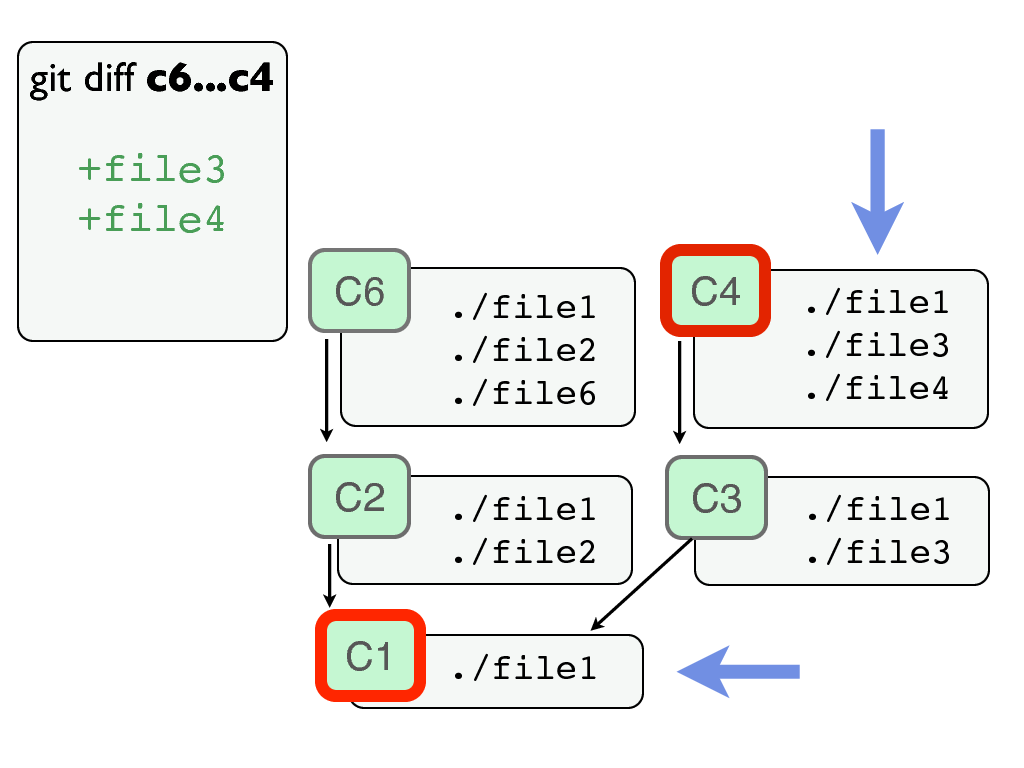 git diff c6...c4
+file3
+file4
C6
./file1
./file2
./file6
C4
./file1
./file3
./file4
C2
./file1
./file2
C3
./file1
./file3
C1
./file1